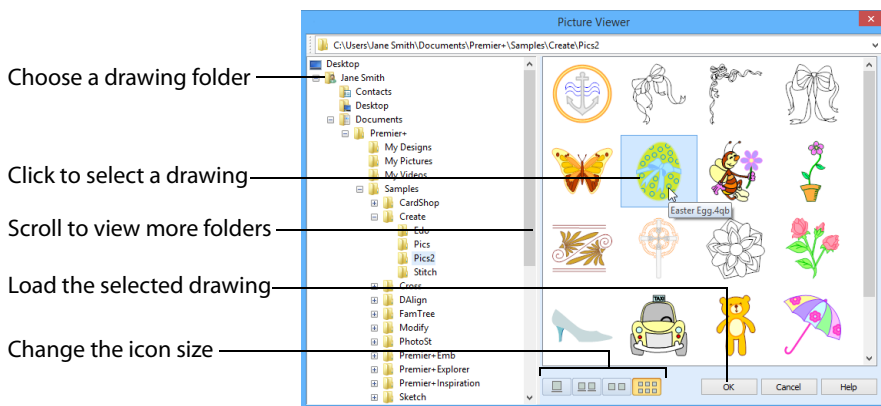 Picture Viewer
C:\Users\Jane Smith\Documents\Premier+\Samples\Create\Pics2
Choose a drawing folder
Click to select a drawing
Scroll to view more folders
Load the selected drawing
Change the icon size
Desktop
Jane Smith
Contacts
Desktop
Documents
Premier+
My Designs
My Pictures
My Videos
Samples
CardShop
Create
Edo
Pics
Pics2
Stitch
Cross
DAlign
FamTree
Modify
PhotoSt
Premier+Emb
Premier+Explorer
Premier+Inspiration
Sketch
Easter Egg.4qb
TAXI
OK
Cancel
Help